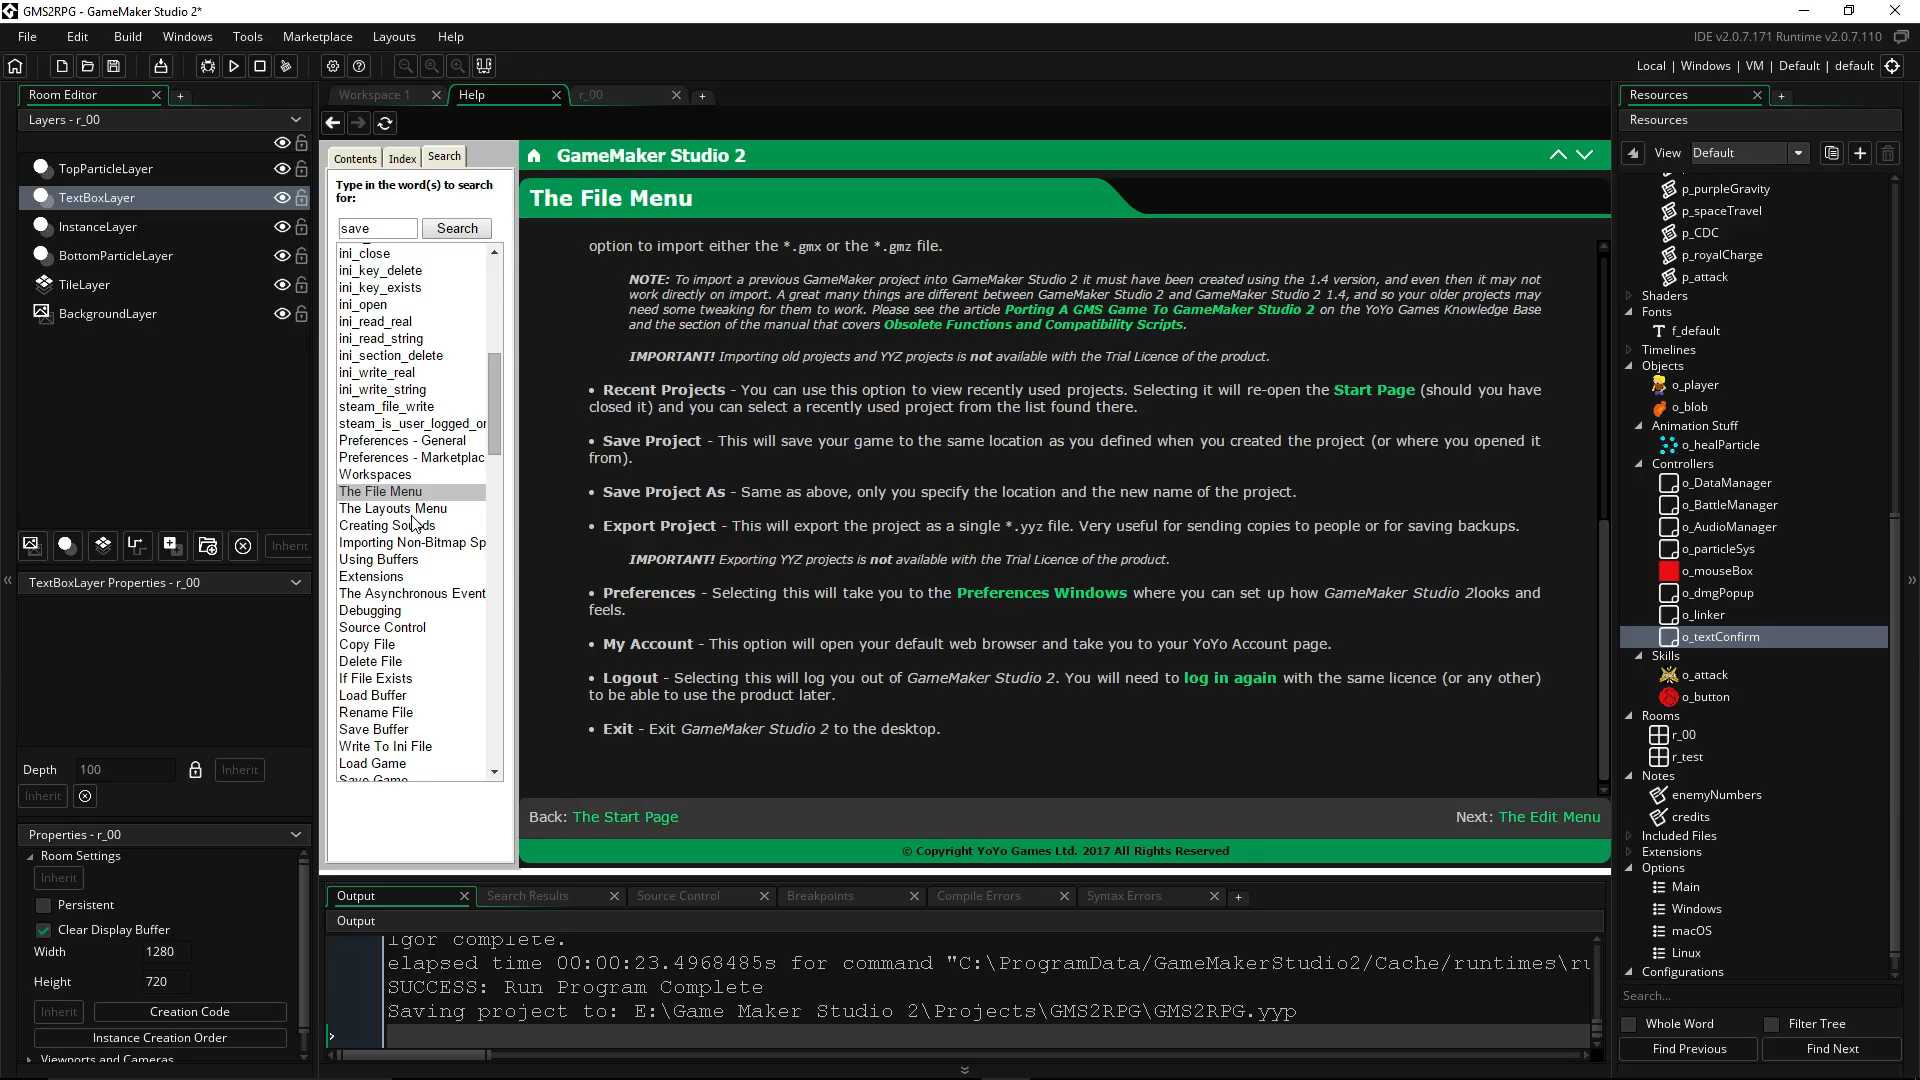 GMS2RPG - GameMaker Studio 2*
File Edit Build Windows Tools Marketplace Layouts Help
IDE v2.0.7.171 Runtime v2.0.7.110
Local | Windows | VM | Default | default
Room Editor
Layers - r_00
TopParticleLayer
TextBoxLayer
InstanceLayer
BottomParticleLayer
TileLayer
BackgroundLayer
Inherit
TextBoxLayer Properties - r_00
Depth 100 Inherit
Inherit
Properties - r_00
Room Settings
Inherit
Persistent
Clear Display Buffer
Width 1280
Height 720
Inherit Creation Code
Instance Creation Order
Viewports and Cameras
Workspace 1 Help r_00
Contents Index Search
Type in the word(s) to search
for:
save Search
ini_close
ini_key_delete
ini_key_exists
ini_open
ini_read_real
ini_read_string
ini_section_delete
ini_write_real
ini_write_string
steam_file_write
steam_is_user_logged_or
Preferences - General
Preferences - Marketplac
Workspaces
The File Menu
The Layouts Menu
Creating Sounds
Importing Non-Bitmap Sp
Using Buffers
Extensions
The Asynchronous Event
Debugging
Source Control
Copy File
Delete File
If File Exists
Load Buffer
Rename File
Save Buffer
Write To Ini File
Load Game
Save Game
GameMaker Studio 2
The File Menu
option to import either the *.gmx or the *.gmz file.
NOTE: To import a previous GameMaker project into GameMaker Studio 2 it must have been created using the 1.4 version, and even then it may not
work directly on import. A great many things are different between GameMaker Studio 2 and GameMaker Studio 2 1.4, and so your older projects may
need some tweaking for them to work. Please see the article Porting A GMS Game To GameMaker Studio 2 on the YoYo Games Knowledge Base
and the section of the manual that covers Obsolete Functions and Compatibility Scripts.
IMPORTANT! Importing old projects and YYZ projects is not available with the Trial Licence of the product.
• Recent Projects - You can use this option to view recently used projects. Selecting it will re-open the Start Page (should you have
closed it) and you can select a recently used project from the list found there.
• Save Project - This will save your game to the same location as you defined when you created the project (or where you opened it
from).
• Save Project As - Same as above, only you specify the location and the new name of the project.
• Export Project - This will export the project as a single *.yyz file. Very useful for sending copies to people or for saving backups.
IMPORTANT! Exporting YYZ projects is not available with the Trial Licence of the product.
• Preferences - Selecting this will take you to the Preferences Windows where you can set up how GameMaker Studio 2looks and
feels.
• My Account - This option will open your default web browser and take you to your YoYo Account page.
• Logout - Selecting this will log you out of GameMaker Studio 2. You will need to log in again with the same licence (or any other)
to be able to use the product later.
• Exit - Exit GameMaker Studio 2 to the desktop.
Back: The Start Page Next: The Edit Menu
© Copyright YoYo Games Ltd. 2017 All Rights Reserved
Output Search Results Source Control Breakpoints Compile Errors Syntax Errors
Output
Igor complete.
elapsed time 00:00:23.4968485s for command "C:\ProgramData/GameMakerStudio2/Cache/runtimes\ru
SUCCESS: Run Program Complete
Saving project to: E:\Game Maker Studio 2\Projects\GMS2RPG\GMS2RPG.yyp
Resources
Resources
View Default
p_purpleGravity
p_spaceTravel
p_CDC
p_royalCharge
p_attack
Shaders
Fonts
f_default
Timelines
Objects
o_player
o_blob
Animation Stuff
o_healParticle
Controllers
o_DataManager
o_BattleManager
o_AudioManager
o_particleSys
o_mouseBox
o_dmgPopup
o_linker
o_textConfirm
Skills
o_attack
o_button
Rooms
r_00
r_test
Notes
enemyNumbers
credits
Included Files
Extensions
Options
Main
Windows
macOS
Linux
Configurations
Search...
Whole Word Filter Tree
Find Previous Find Next